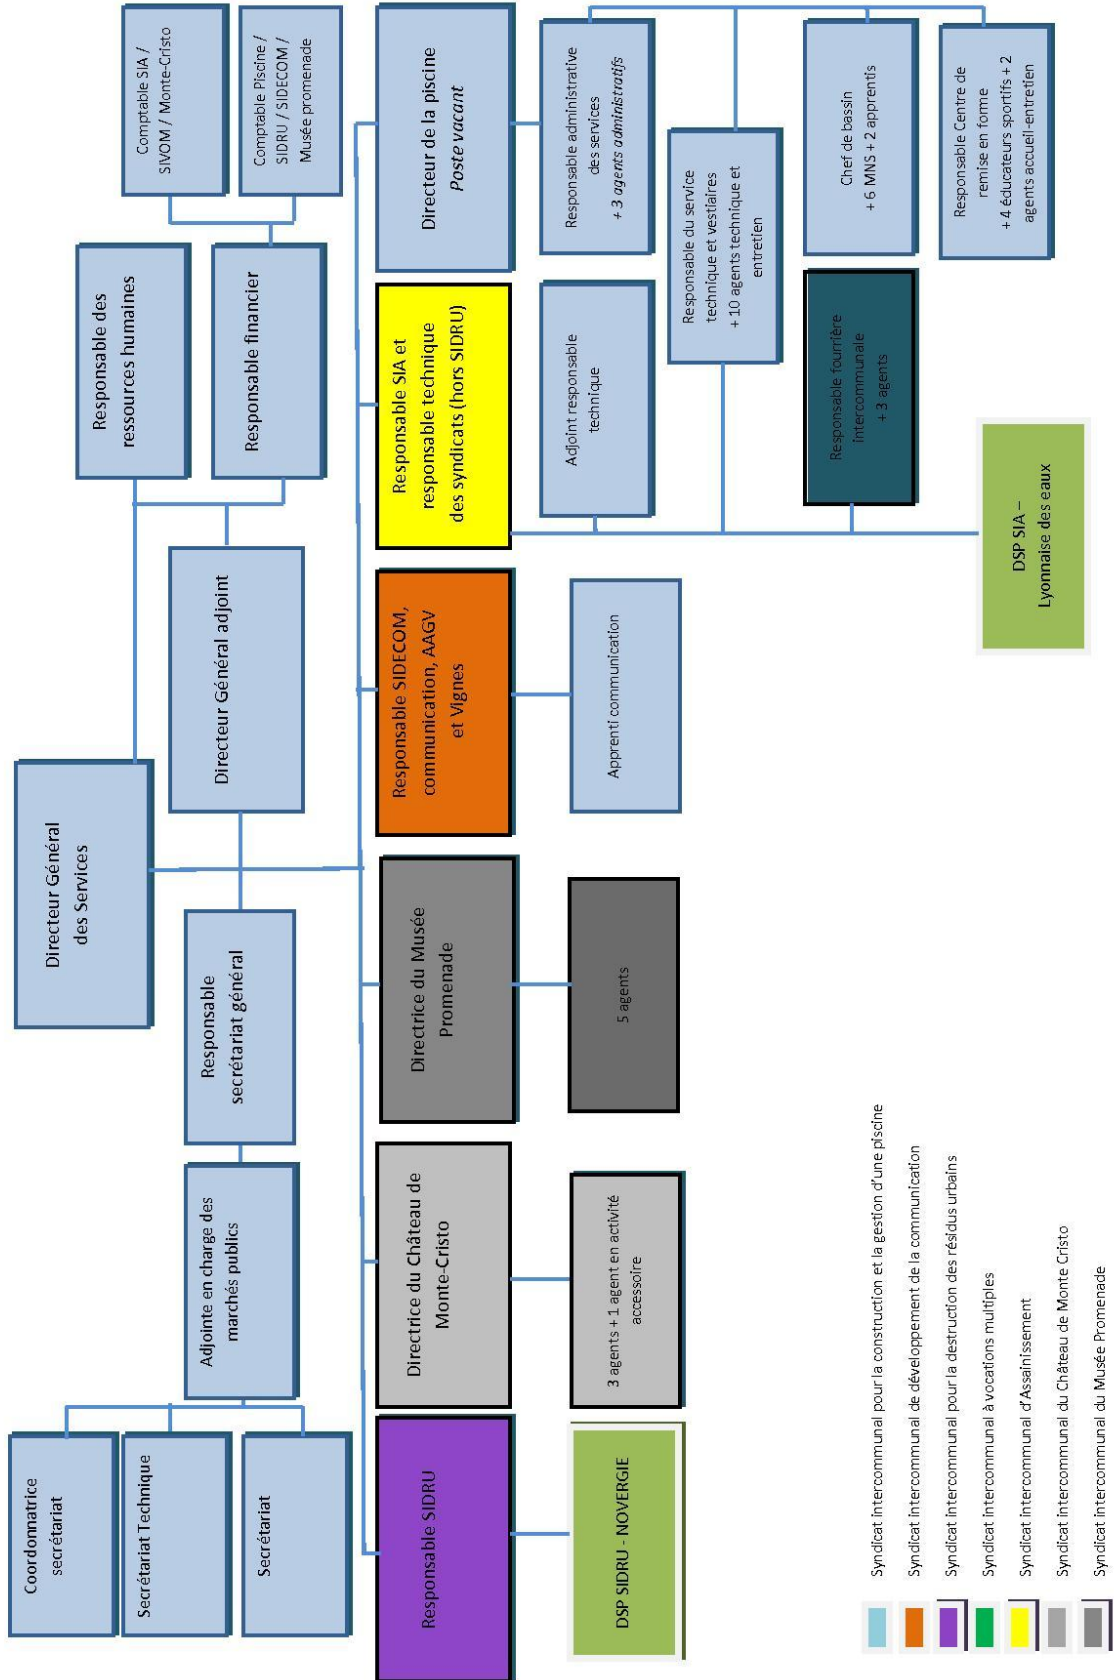 Directeur Général
des Services
Coordonnatrice
secrétariat
Secrétariat Technique
Secrétariat
Adjointe en charge des
marchés publics
Responsable
secrétariat général
Directeur Général adjoint
Responsable des
ressources humaines
Responsable financier
Comptable SIA /
SIVOM / Monte-Cristo
Comptable Piscine /
SIDRU / SIDECOM /
Musée promenade
Responsable SIDRU
Directrice du Château de
Monte-Cristo
Directrice du Musée
Promenade
Responsable SIDECOM,
communication, AAGV
et Vignes
Responsable SIA et
responsable technique
des syndicats (hors SIDRU)
Directeur de la piscine
Poste vacant
DSP SIDRU - NOVERGIE
3 agents + 1 agent en activité
accessoire
5 agents
Apprenti communication
Adjoint responsable
technique
Responsable administrative
des services
+ 3 agents administratifs
Responsable du service
technique et vestiaires
+ 10 agents technique et
entretien
Responsable fourrière
intercommunale
+ 3 agents
Chef de bassin
+ 6 MNS + 2 apprentis
Responsable Centre de
remise en forme
+ 4 éducateurs sportifs + 2
agents accueil-entretien
DSP SIA –
Lyonnaise des eaux
Syndicat intercommunal pour la construction et la gestion d'une piscine
Syndicat intercommunal de développement de la communication
Syndicat intercommunal pour la destruction des résidus urbains
Syndicat intercommunal à vocations multiples
Syndicat intercommunal d'Assainissement
Syndicat intercommunal du Château de Monte Cristo
Syndicat intercommunal du Musée Promenade